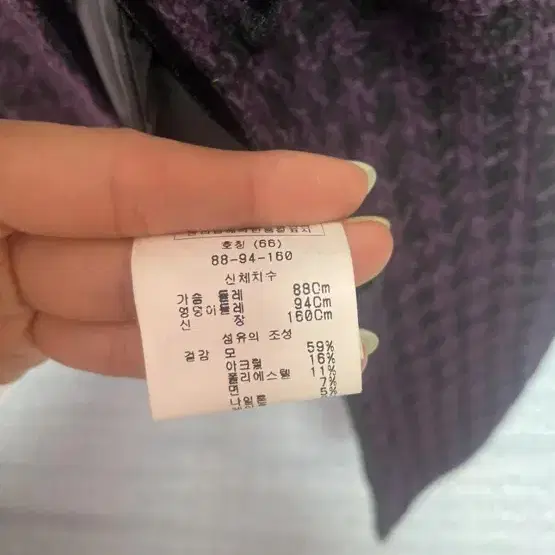 호칭 (66)
88-94-160
신체치수
가슴 둘레 88Cm
엉덩이둘레 94Cm
신 장 160Cm
섬유의 조성
겉감 모 59%
아크릴 16%
폴리에스텔 11%
면 7%
나일론 5%